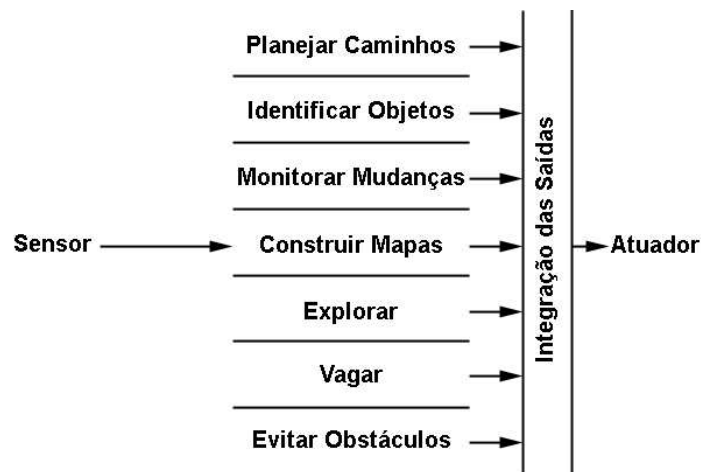 Planejar Caminhos
Identificar Objetos
Monitorar Mudanças
Sensor
Construir Mapas
Explorar
Vagar
Evitar Obstáculos
Integração das Saídas
Atuador